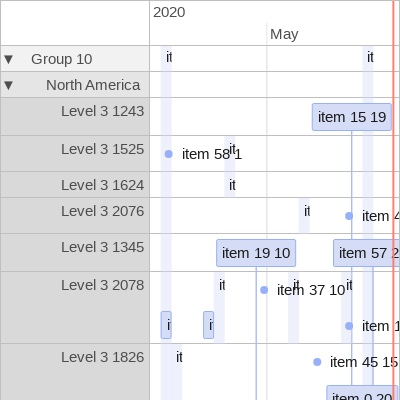 2020
May
▼ Group 10 it it
▼ North America
Level 3 1243 item 15 19
Level 3 1525 item 58 1 it
Level 3 1624 it
Level 3 2076 it item 4
Level 3 1345 item 19 10 item 57 2
Level 3 2078 it item 37 10 it it
i i item 1
Level 3 1826 it item 45 15
item 0 20